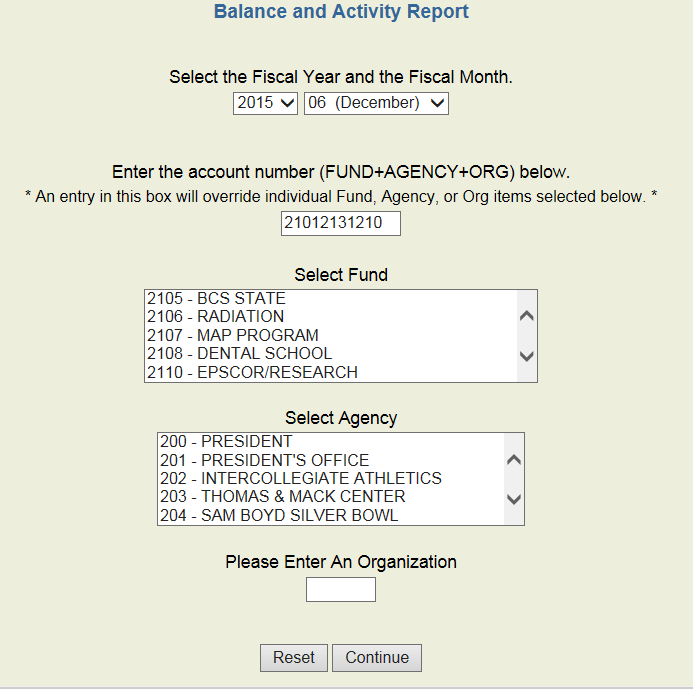 Balance and Activity Report
Select the Fiscal Year and the Fiscal Month.
2015 06 (December)
Enter the account number (FUND+AGENCY+ORG) below.
* An entry in this box will override individual Fund, Agency, or Org items selected below. *
21012131210
Select Fund
2105 - BCS STATE
2106 - RADIATION
2107 - MAP PROGRAM
2108 - DENTAL SCHOOL
2110 - EPSCOR/RESEARCH
Select Agency
200 - PRESIDENT
201 - PRESIDENT'S OFFICE
202 - INTERCOLLEGIATE ATHLETICS
203 - THOMAS & MACK CENTER
204 - SAM BOYD SILVER BOWL
Please Enter An Organization
Reset Continue